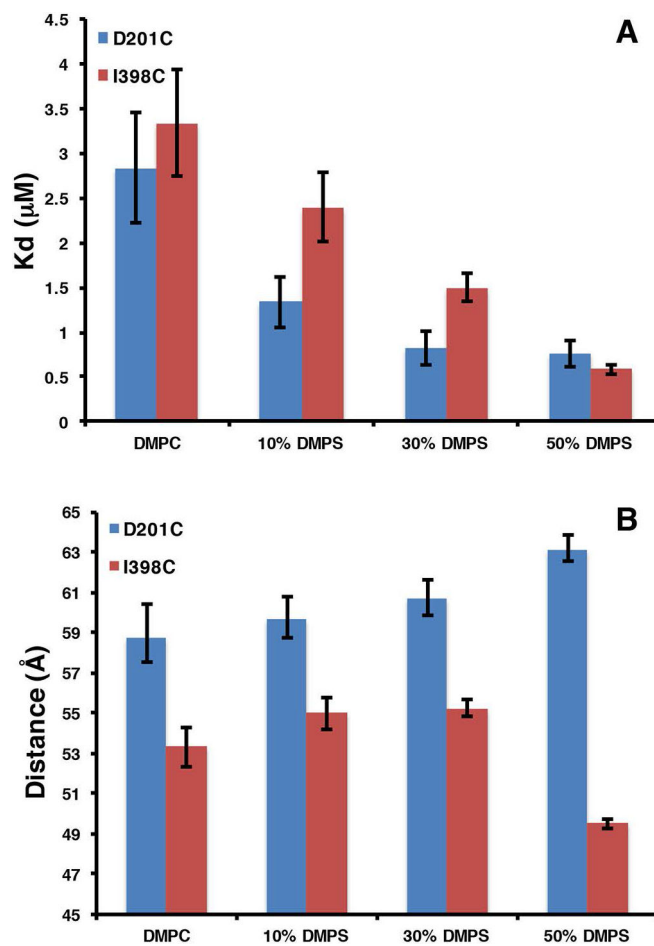 A
D201C
I398C
Kd (μM)
4.5
4
3.5
3
2.5
2
1.5
1
0.5
0
DMPC 10% DMPS 30% DMPS 50% DMPS
B
D201C
I398C
Distance (Å)
65
63
61
59
57
55
53
51
49
47
45
DMPC 10% DMPS 30% DMPS 50% DMPS